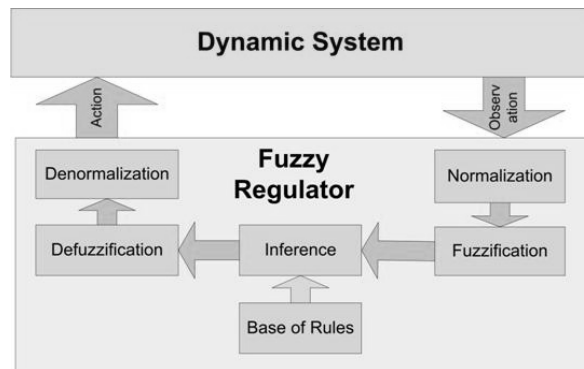 Dynamic System
Action
Observ
ation
Fuzzy
Regulator
Denormalization
Normalization
Defuzzification
Inference
Fuzzification
Base of Rules